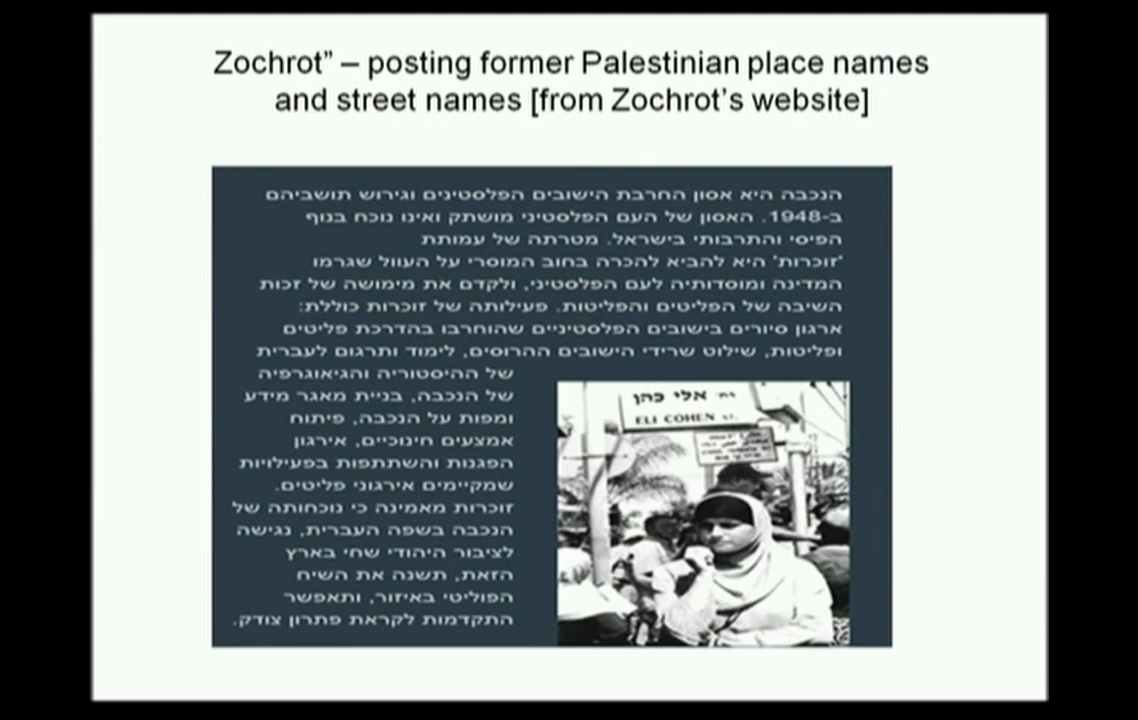 Zochrot” – posting former Palestinian place names
and street names [from Zochrot’s website]
הנכבה היא אסון החרבת הישובים הפלסטינים וגירוש תושביהם
ב-1948. האסון של העם הפלסטיני מושתק ואינו נוכח בנוף
הפיסי והתרבותי בישראל. מטרתה של עמותת
'זוכרות' היא להביא להכרה בחוב המוסרי על העוול שגרמו
המדינה ומוסדותיה לעם הפלסטיני, ולקדם את מימושה של זכות
השיבה של הפליטים והפליטות. פעילותה של זוכרות כוללת:
ארגון סיורים בישובים הפלסטיניים שהוחרבו בהדרכת פליטים
ופליטות, שילוט שרידי הישובים ההרוסים, לימוד ותרגום לעברית
של ההיסטוריה והגיאוגרפיה
של הנכבה, בניית מאגר מידע
ומפות על הנכבה, פיתוח
אמצעים חינוכיים, אירגון
הפגנות והשתתפות בפעילויות
שמקיימים אירגוני פליטים.
זוכרות מאמינה כי נוכחותה של
הנכבה בשפה העברית, נגישה
לציבור היהודי שחי בארץ
הזאת, תשנה את השיח
הפוליטי באיזור, ותאפשר
התקדמות לקראת פתרון צודק.
רח' אלי כהן
ELI COHEN ST.